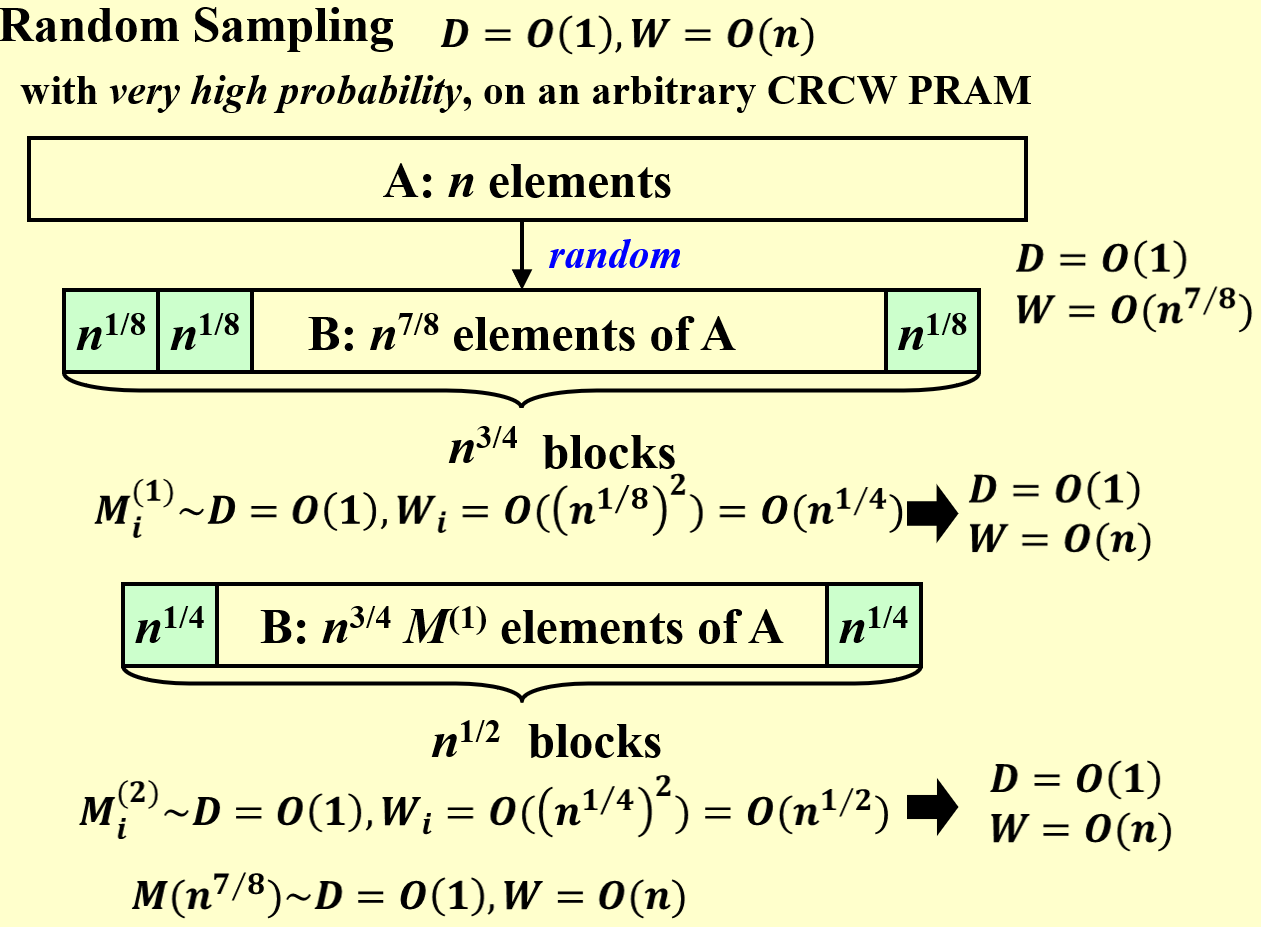 Random Sampling D = O(1), W = O(n)
with very high probability, on an arbitrary CRCW PRAM
A: n elements
random
D = O(1)
W = O(n^{7/8})
n^{1/8} n^{1/8} B: n^{7/8} elements of A n^{1/8}
n^{3/4} blocks
M_i^{(1)}~D = O(1), W_i = O((n^{1/8})^2) = O(n^{1/4})
D = O(1)
W = O(n)
n^{1/4} B: n^{3/4} M^{(1)} elements of A n^{1/4}
n^{1/2} blocks
M_i^{(2)}~D = O(1), W_i = O((n^{1/4})^2) = O(n^{1/2})
D = O(1)
W = O(n)
M(n^{7/8})~D = O(1), W = O(n)